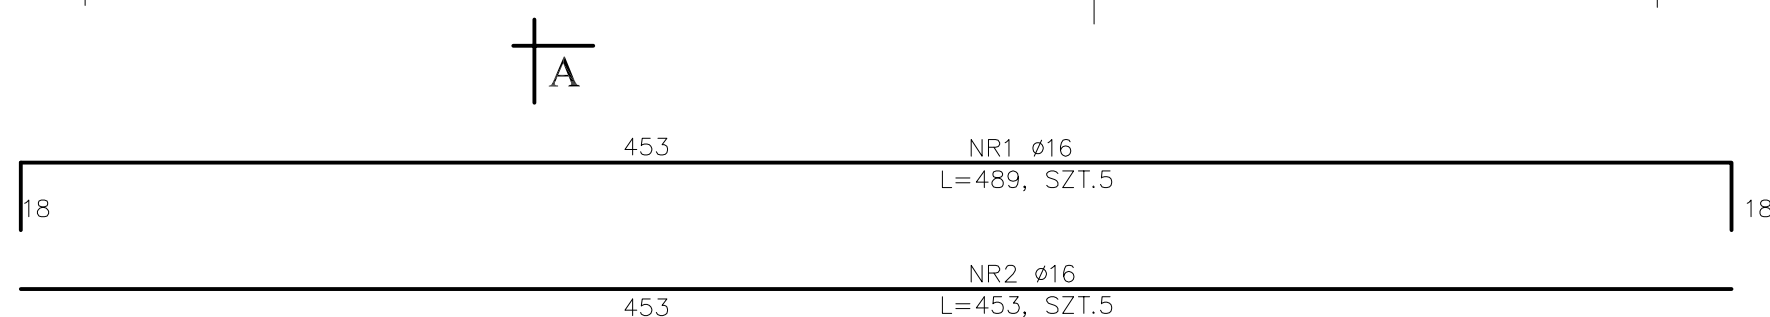 A
453 NR1 ø16
L=489, SZT.5
18 18
NR2 ø16
453 L=453, SZT.5